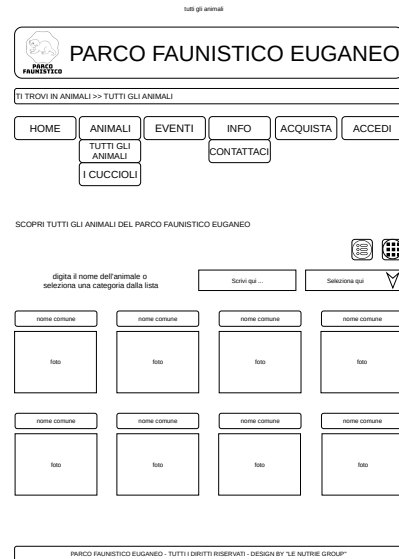 tutti gli animali
PARCO
FAUNISTICO
PARCO FAUNISTICO EUGANEO
TI TROVI IN ANIMALI >> TUTTI GLI ANIMALI
HOME ANIMALI EVENTI INFO ACQUISTA ACCEDI
TUTTI GLI
ANIMALI
CONTATTACI
I CUCCIOLI
SCOPRI TUTTI GLI ANIMALI DEL PARCO FAUNISTICO EUGANEO
digita il nome dell'animale o
seleziona una categoria dalla lista
Scrivi qui ...
Seleziona qui
nome comune nome comune nome comune nome comune
foto foto foto foto
nome comune nome comune nome comune nome comune
foto foto foto foto
PARCO FAUNISTICO EUGANEO - TUTTI I DIRITTI RISERVATI - DESIGN BY "LE NUTRIE GROUP"